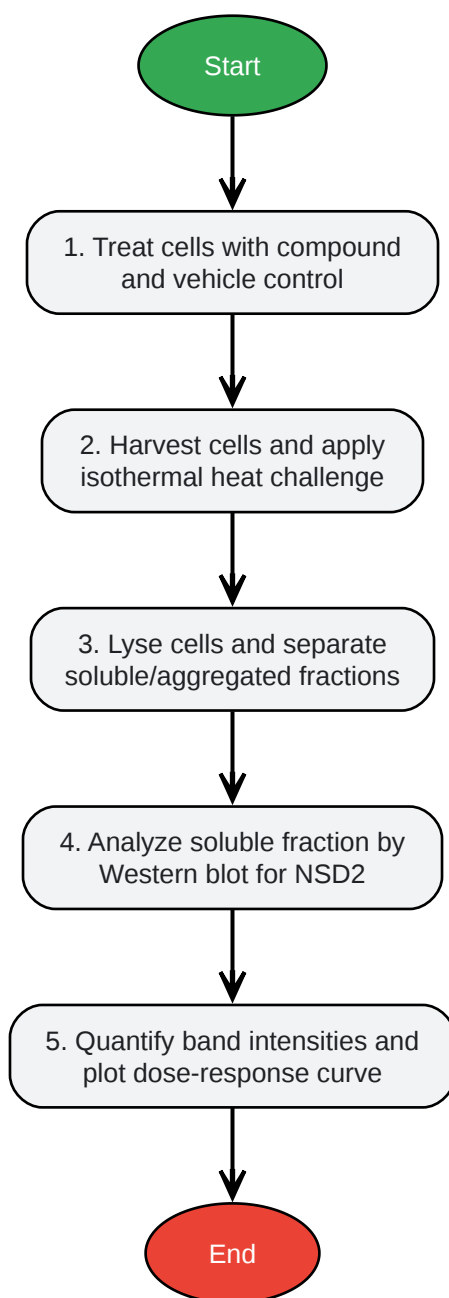 Start
1. Treat cells with compound
and vehicle control
2. Harvest cells and apply
isothermal heat challenge
3. Lyse cells and separate
soluble/aggregated fractions
4. Analyze soluble fraction by
Western blot for NSD2
5. Quantify band intensities and
plot dose-response curve
End